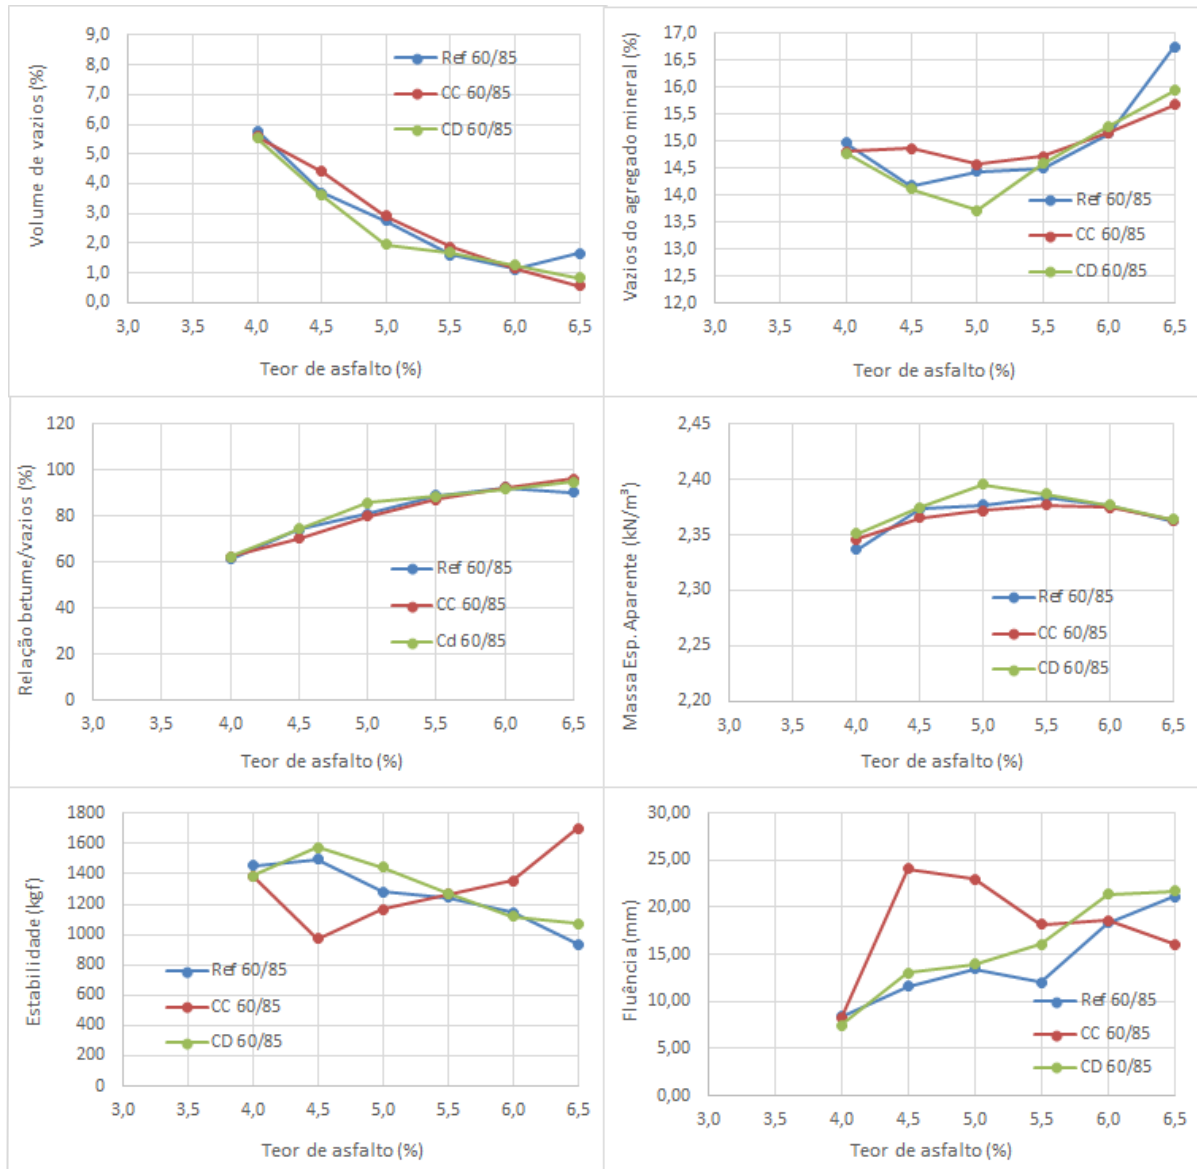 Volume de vazios (%)
9,0
8,0
7,0
6,0
5,0
4,0
3,0
2,0
1,0
0,0
Ref 60/85
CC 60/85
CD 60/85
3,0 3,5 4,0 4,5 5,0 5,5 6,0 6,5
Teor de asfalto (%)
Vazios do agregado mineral (%)
17,0
16,5
16,0
15,5
15,0
14,5
14,0
13,5
13,0
12,5
12,0
Ref 60/85
CC 60/85
CD 60/85
3,0 3,5 4,0 4,5 5,0 5,5 6,0 6,5
Teor de asfalto (%)
Relação betume/vazios (%)
120
100
80
60
40
20
0
Ref 60/85
CC 60/85
Cd 60/85
3,0 3,5 4,0 4,5 5,0 5,5 6,0 6,5
Teor de asfalto (%)
Massa Esp. Aparente (kN/m³)
2,45
2,40
2,35
2,30
2,25
2,20
Ref 60/85
CC 60/85
CD 60/85
3,0 3,5 4,0 4,5 5,0 5,5 6,0 6,5
Teor de asfalto (%)
Estabilidade (kgf)
1800
1600
1400
1200
1000
800
600
400
200
0
Ref 60/85
CC 60/85
CD 60/85
3,0 3,5 4,0 4,5 5,0 5,5 6,0 6,5
Teor de asfalto (%)
Fluência (mm)
30,00
25,00
20,00
15,00
10,00
5,00
0,00
Ref 60/85
CC 60/85
CD 60/85
3,0 3,5 4,0 4,5 5,0 5,5 6,0 6,5
Teor de asfalto (%)